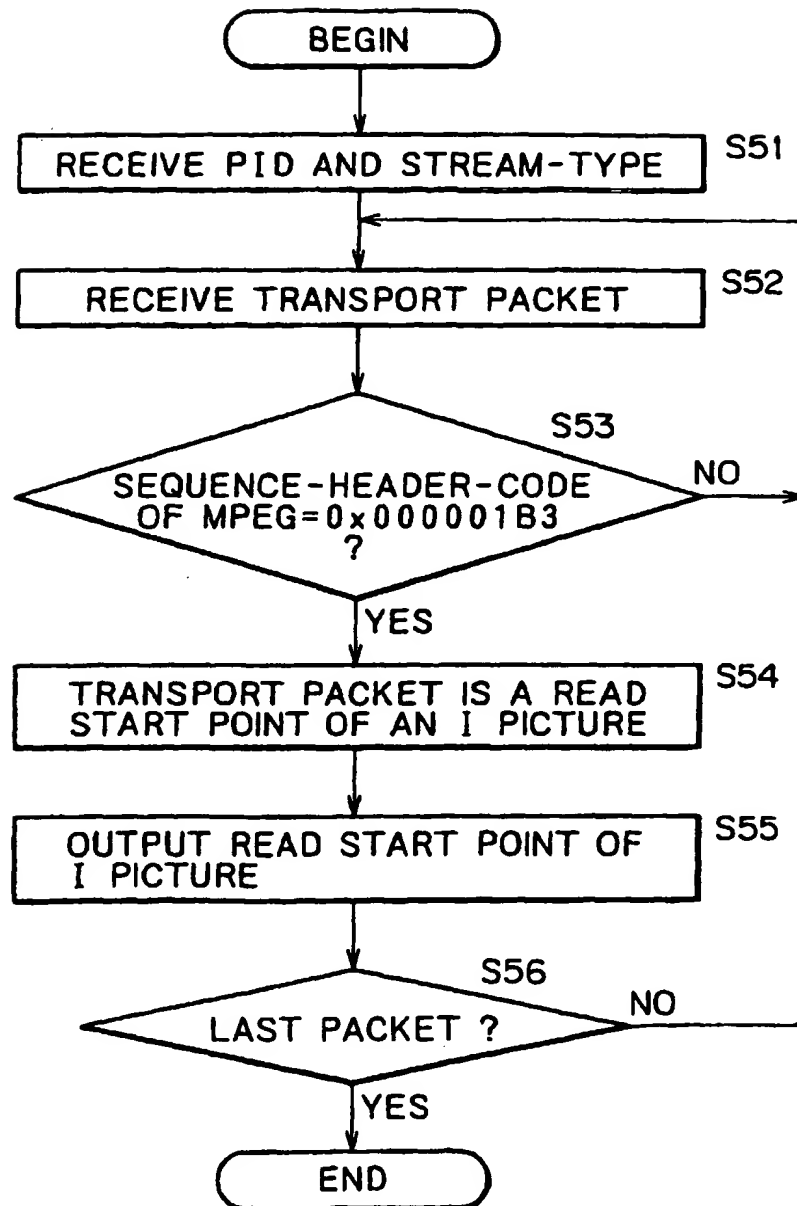 BEGIN
RECEIVE PID AND STREAM-TYPE
S51
RECEIVE TRANSPORT PACKET
S52
S53
SEQUENCE-HEADER-CODE
OF MPEG=0x000001B3
?
NO
YES
TRANSPORT PACKET IS A READ
START POINT OF AN I PICTURE
S54
OUTPUT READ START POINT OF
I PICTURE
S55
S56
LAST PACKET ?
NO
YES
END